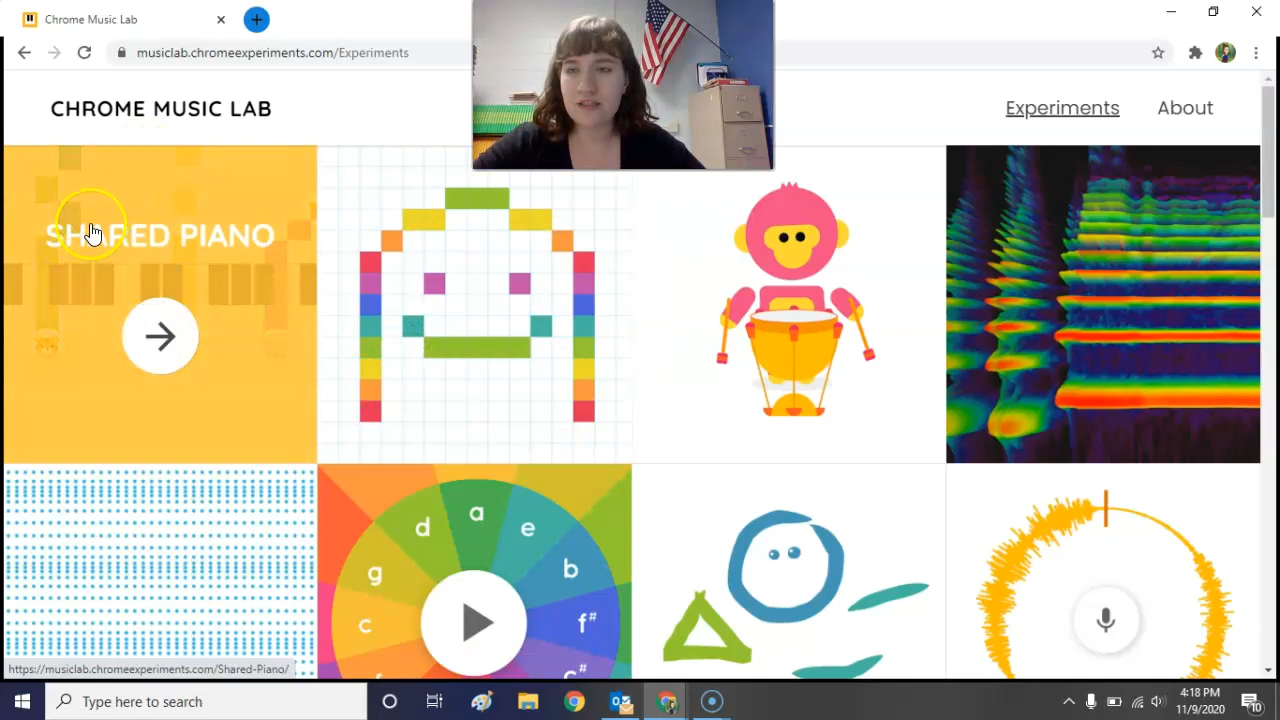 Chrome Music Lab
musiclab.chromeexperiments.com/Experiments
CHROME MUSIC LAB
Experiments
About
SHARED PIANO
a
d
e
g
b
c
f#
c#
https://musiclab.chromeexperiments.com/Shared-Piano/
Type here to search
4:18 PM
11/9/2020
10